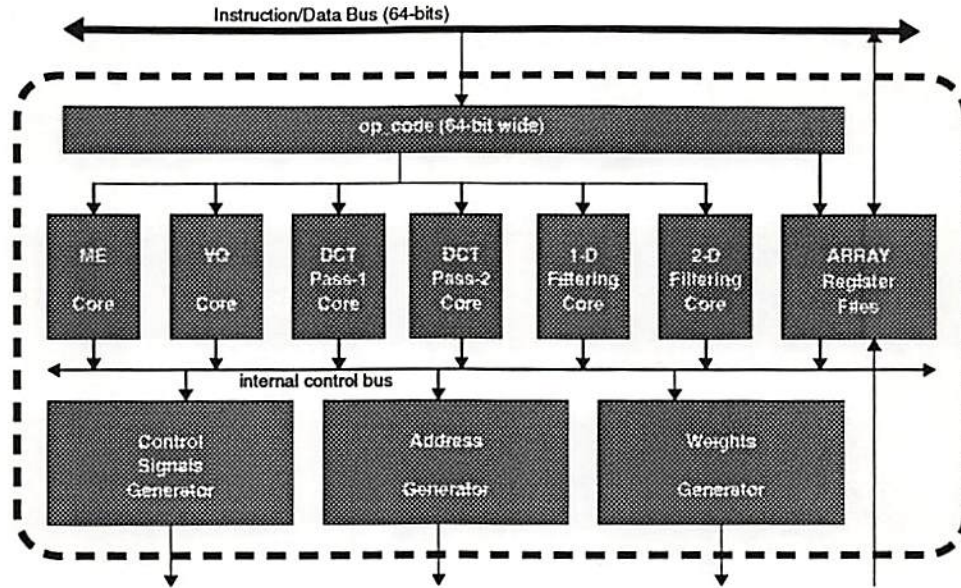 Instruction/Data Bus (64-bits)
op_code (64-bit wide)
ME
Core
VQ
Core
DCT
Pass-1
Core
DCT
Pass-2
Core
1-D
Filtering
Core
2-D
Filtering
Core
ARRAY
Register
Files
internal control bus
Control
Signals
Generator
Address
Generator
Weights
Generator